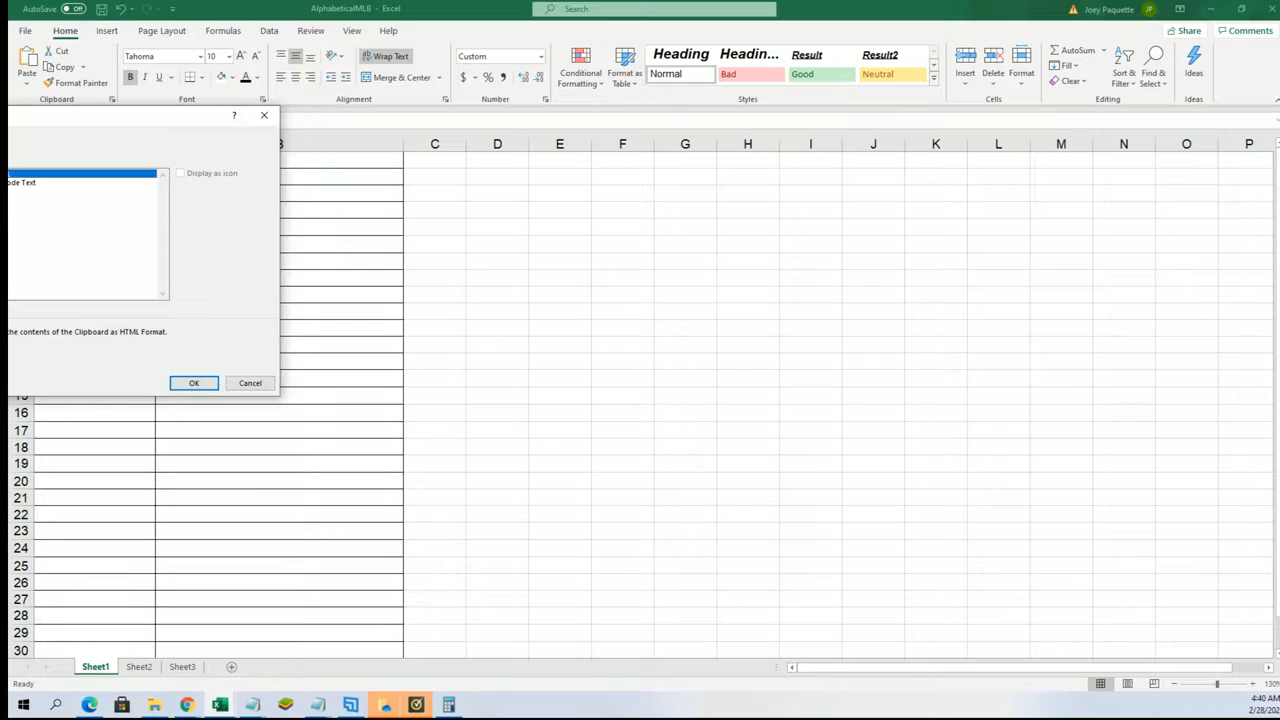 AutoSave Off AlphabeticalMLB - Excel Search Joey Paquette JP
File Home Insert Page Layout Formulas Data Review View Help Share Comments
Paste Cut Copy Format Painter Clipboard
Tahoma 10 B I U A Font
Wrap Text Merge & Center Alignment
Custom $ % Number
Conditional Formatting Format as Table
Heading Headin... Result Result2
Normal Bad Good Neutral
Styles
Insert Delete Format Cells
AutoSum Fill Clear Sort & Filter Find & Select Editing
Ideas Ideas
?
C D E F G H I J K L M N O P
Display as icon
ode Text
the contents of the Clipboard as HTML Format.
OK Cancel
16
17
18
19
20
21
22
23
24
25
26
27
28
29
30
Sheet1 Sheet2 Sheet3
Ready 130%
4:40 AM
2/28/202